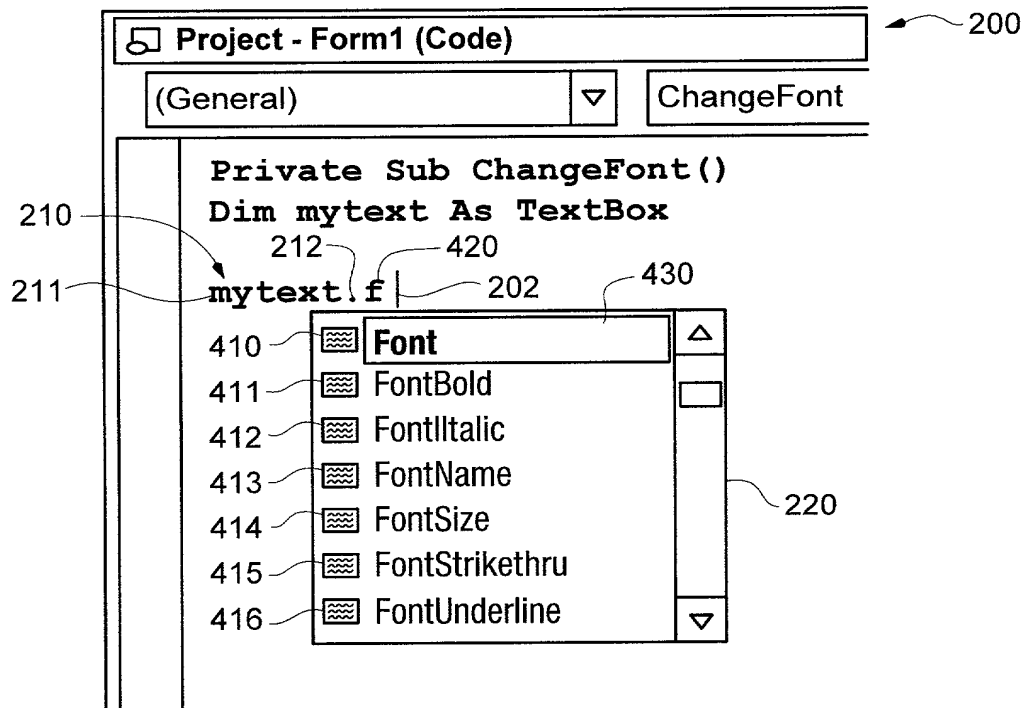 200
Project - Form1 (Code)
(General) ChangeFont
Private Sub ChangeFont()
210
Dim mytext As TextBox
212 420
211 mytext.f 202 430
410 Font
411 FontBold
412 FontIltalic
413 FontName
414 FontSize 220
415 FontStrikethru
416 FontUnderline